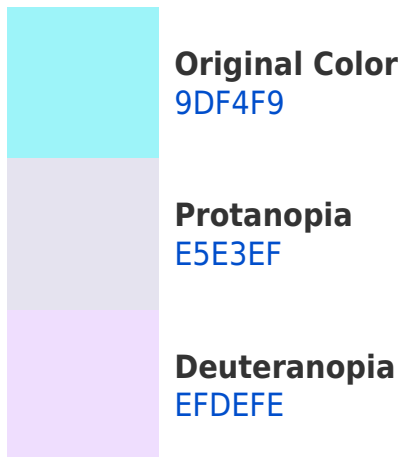 Original Color
9DF4F9
Protanopia
E5E3EF
Deuteranopia
EFDEFE